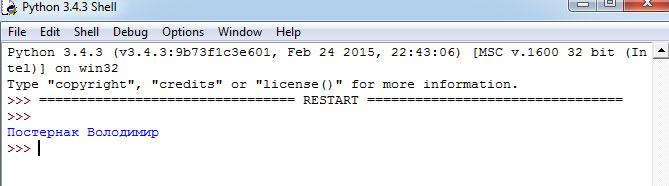 Python 3.4.3 Shell
File Edit Shell Debug Options Window Help
Python 3.4.3 (v3.4.3:9b73f1c3e601, Feb 24 2015, 22:43:06) [MSC v.1600 32 bit (In
tel)] on win32
Type "copyright", "credits" or "license()" for more information.
>>> ================================ RESTART ================================
>>>
Постернак Володимир
>>>